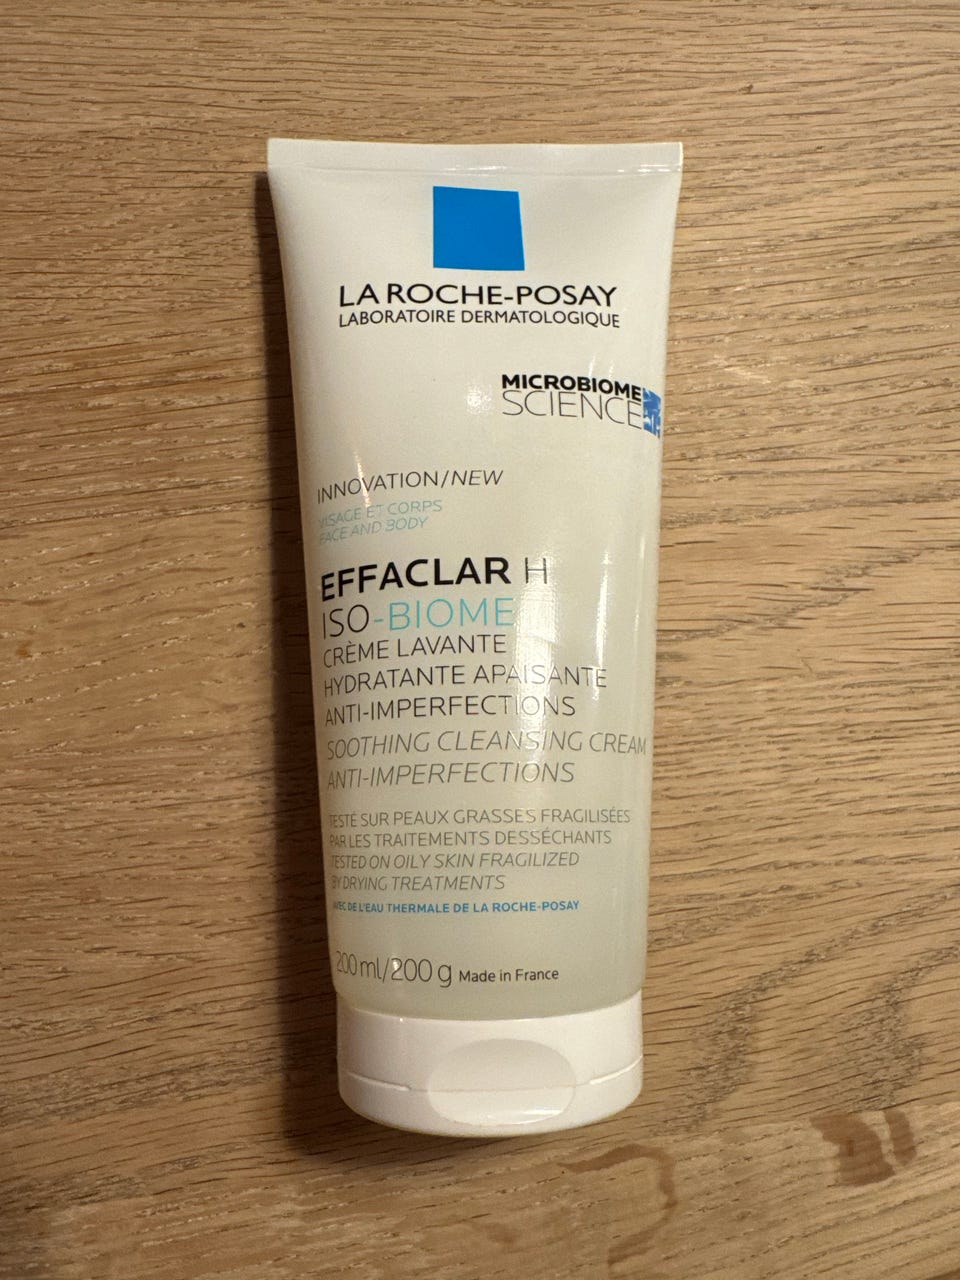 LA ROCHE-POSAY
LABORATOIRE DERMATOLOGIQUE
MICROBIOME
SCIENCE
INNOVATION/NEW
VISAGE ET CORPS
FACE AND BODY
EFFACLAR H
ISO-BIOME
CRÈME LAVANTE
HYDRATANTE APAISANTE
ANTI-IMPERFECTIONS
SOOTHING CLEANSING CREAM
ANTI-IMPERFECTIONS
TESTÉ SUR PEAUX GRASSES FRAGILISÉES
PAR LES TRAITEMENTS DESSÉCHANTS
TESTED ON OILY SKIN FRAGILIZED
BY DRYING TREATMENTS
AVEC DE L'EAU THERMALE DE LA ROCHE-POSAY
200 ml/200 g Made in France